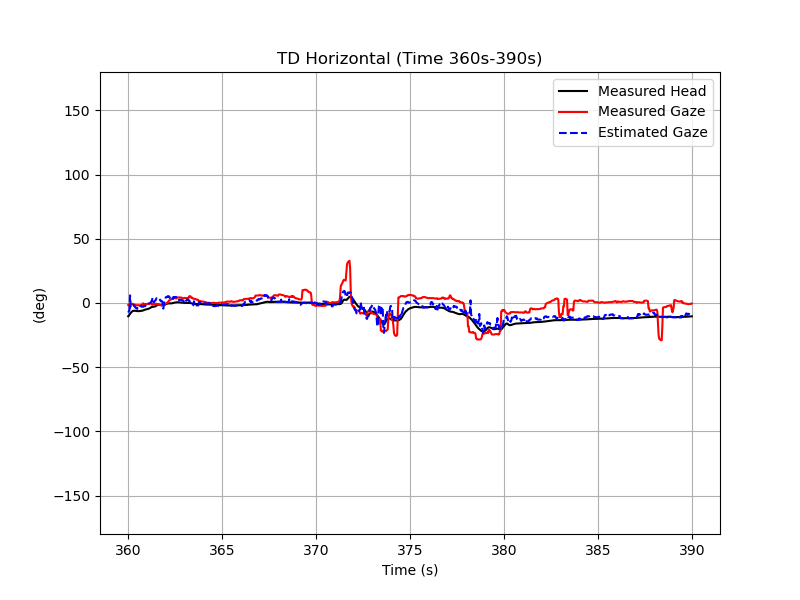 TD Horizontal (Time 360s-390s)
Measured Head
Measured Gaze
Estimated Gaze
150
100
50
0
−50
−100
−150
(deg)
360 365 370 375 380 385 390
Time (s)